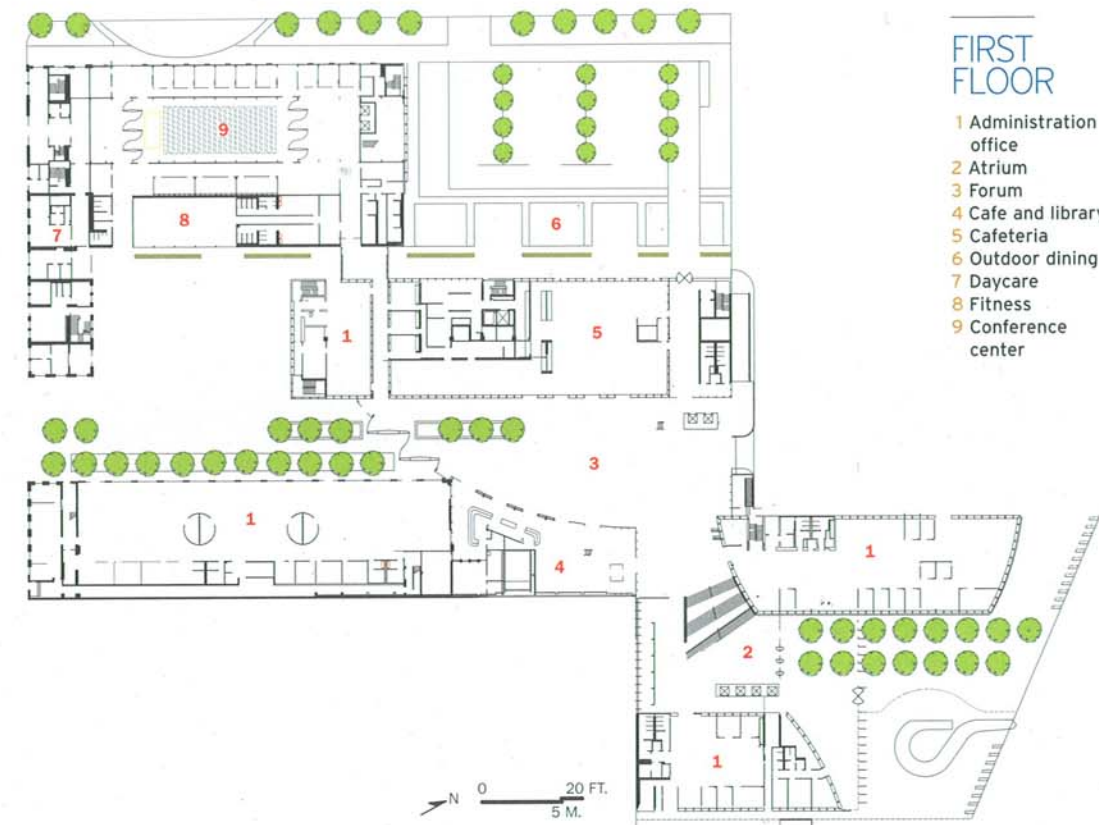 FIRST
FLOOR
1 Administration
office
2 Atrium
3 Forum
4 Cafe and library
5 Cafeteria
6 Outdoor dining
7 Daycare
8 Fitness
9 Conference
center
9
8
7
6
1
5
3
1
4
1
2
1
N
0 20 FT.
5 M.